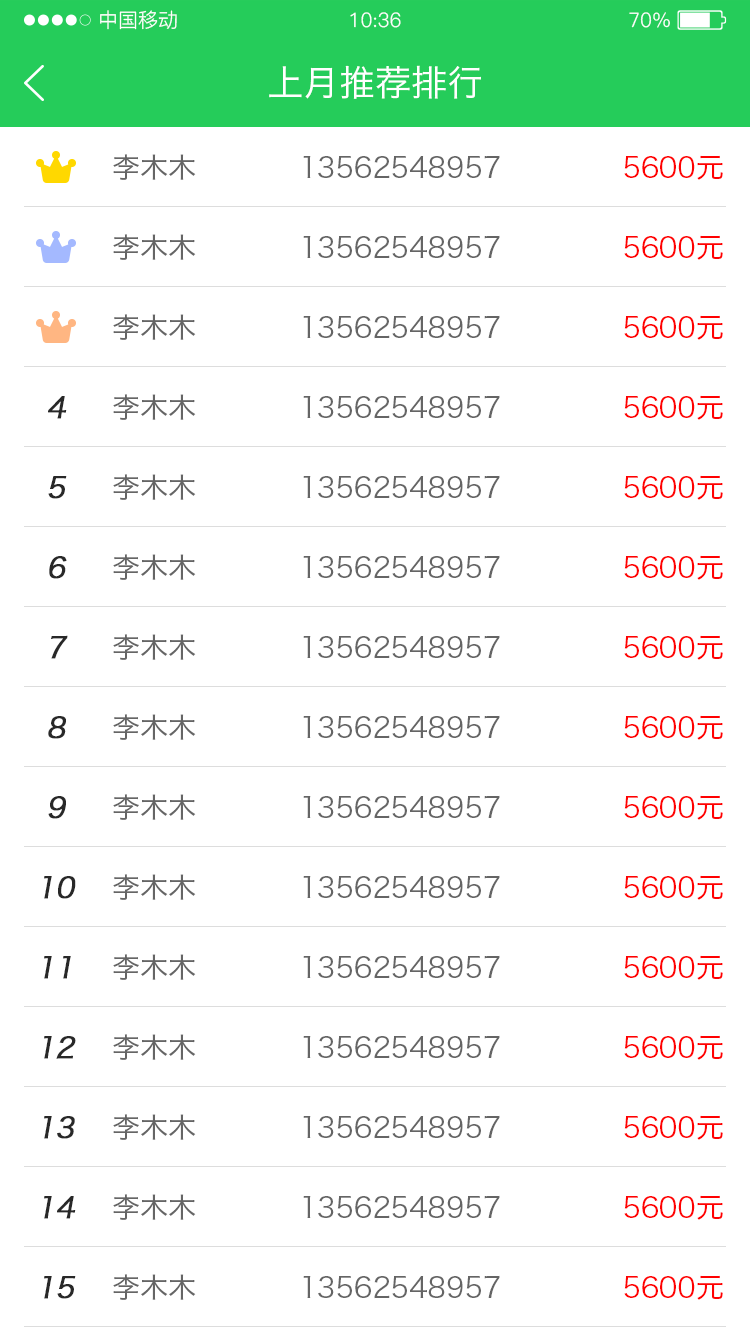 中国移动 10:36 70%
上月推荐排行
李木木 13562548957 5600元
李木木 13562548957 5600元
李木木 13562548957 5600元
4 李木木 13562548957 5600元
5 李木木 13562548957 5600元
6 李木木 13562548957 5600元
7 李木木 13562548957 5600元
8 李木木 13562548957 5600元
9 李木木 13562548957 5600元
10 李木木 13562548957 5600元
11 李木木 13562548957 5600元
12 李木木 13562548957 5600元
13 李木木 13562548957 5600元
14 李木木 13562548957 5600元
15 李木木 13562548957 5600元